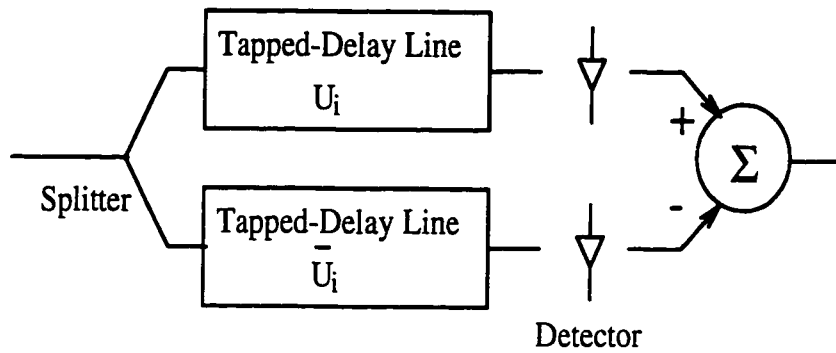 Tapped-Delay Line
Ui
+
Σ
Splitter
-
Tapped-Delay Line
Ūi
Detector